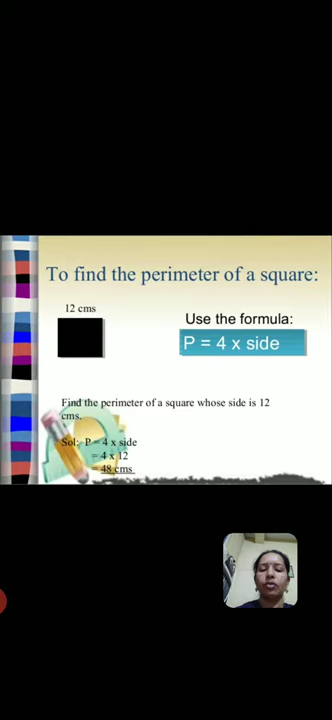 To find the perimeter of a square:
12 cms
Use the formula:
P = 4 x side
Find the perimeter of a square whose side is 12
cms.
Sol: P = 4 x side
= 4 x 12
= 48 cms